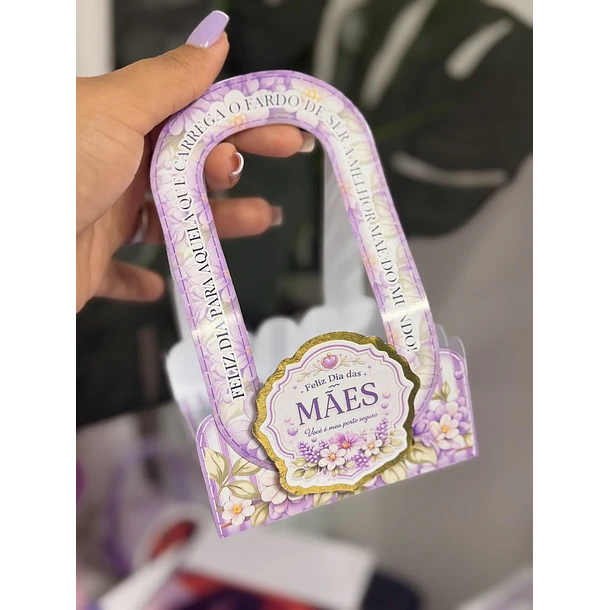 FELIZ DIA PARA AQUELA QUE CARREGA O FARDO DE SER A MELHOR MÃE DO MUNDO!
Feliz Dia das
MÃES
Você é meu porto seguro